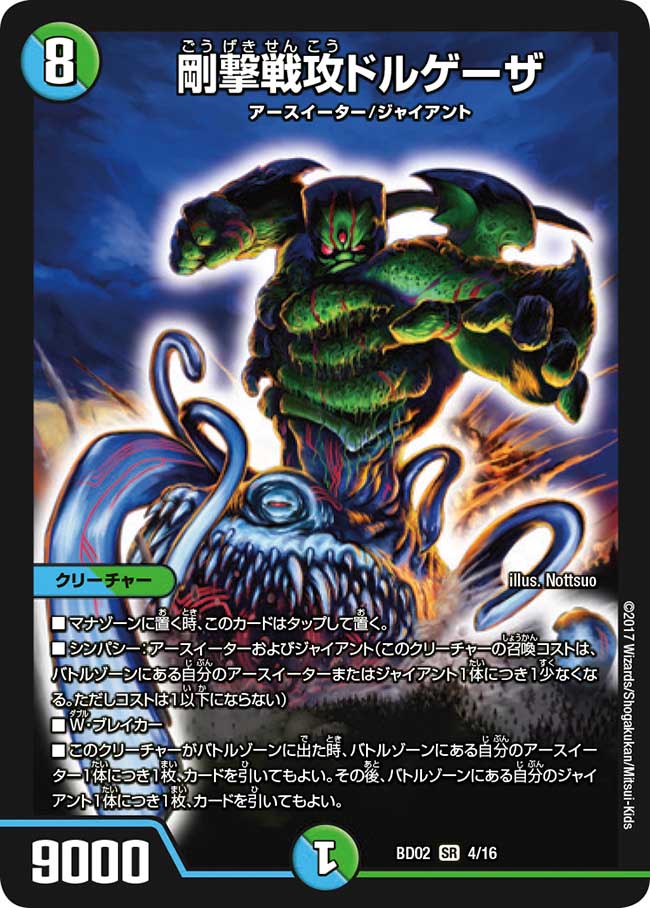 8
ごうげきせんこう
剛撃戦攻ドルゲーザ
アースイーター/ジャイアント
クリーチャー
illus. Nottsuo
■マナゾーンに置く時、このカードはタップして置く。
■シンパシー：アースイーターおよびジャイアント（このクリーチャーの召喚コストは、
バトルゾーンにある自分のアースイーターまたはジャイアント1体につき1少なくな
る。ただしコストは1以下にならない）
■W・ブレイカー
■このクリーチャーがバトルゾーンに出た時、バトルゾーンにある自分のアースイー
ター1体につき1枚、カードを引いてもよい。その後、バトルゾーンにある自分のジャイ
アント1体につき1枚、カードを引いてもよい。
©2017 Wizards/Shogakukan/Mitsui-Kids
9000
1
BD02 SR 4/16